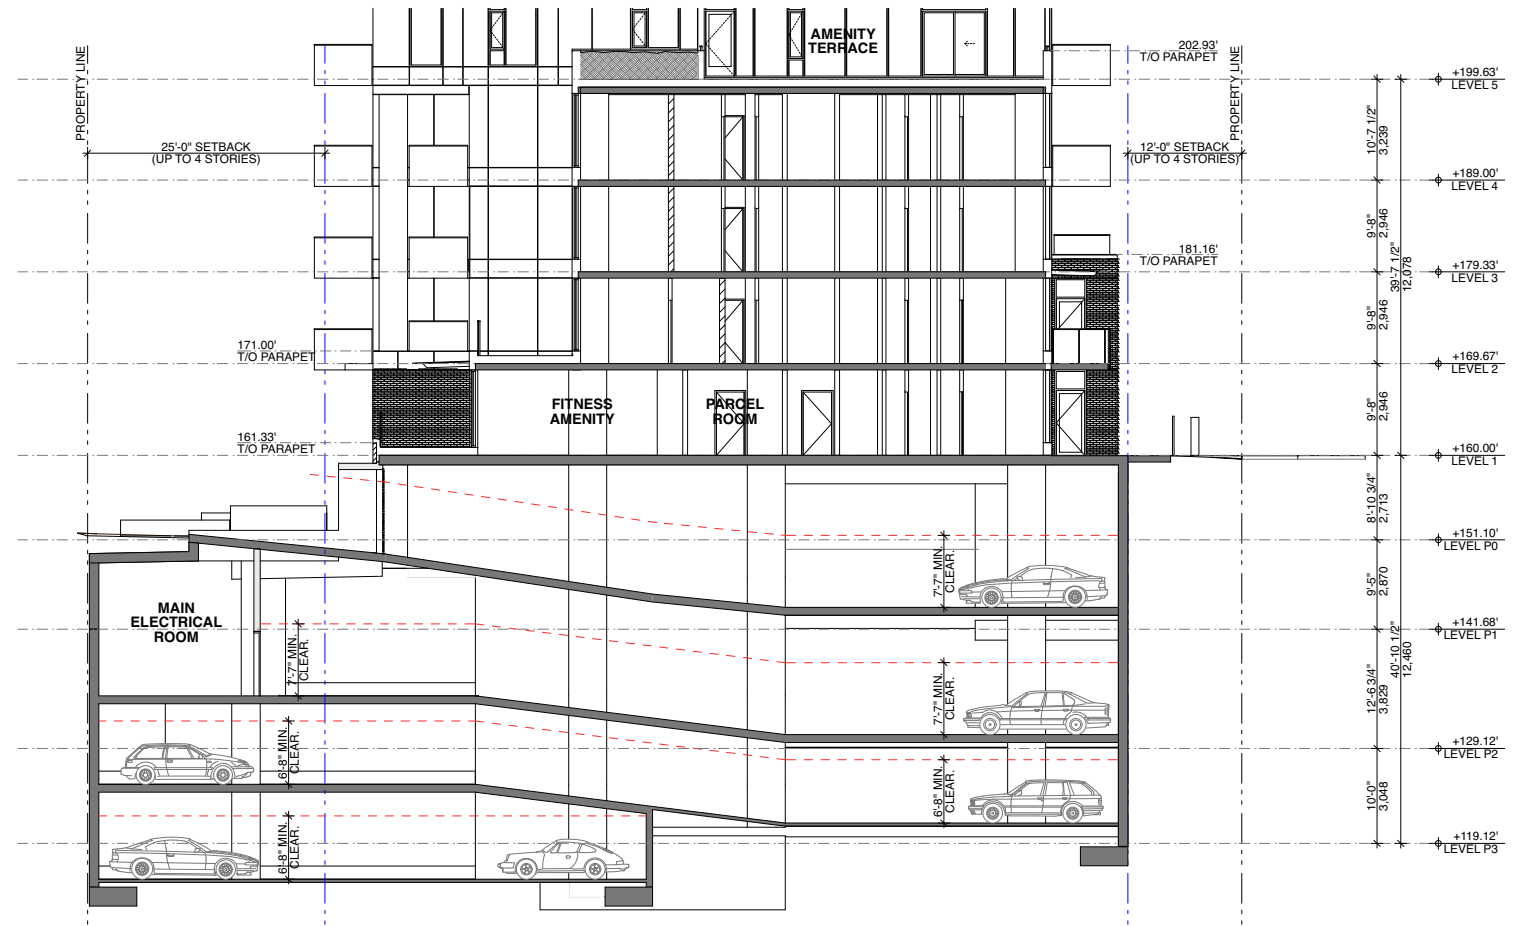 AMENITY
TERRACE
202.93'
T/O PARAPET
PROPERTY LINE
PROPERTY LINE
+199.63'
LEVEL 5
25'-0" SETBACK
(UP TO 4 STORIES)
12'-0" SETBACK
(UP TO 4 STORIES)
10'-7 1/2"
3,239
+189.00'
LEVEL 4
9'-8"
2,946
181.16'
T/O PARAPET
39'-7 1/2"
12,078
+179.33'
LEVEL 3
9'-8"
2,946
171.00'
T/O PARAPET
+169.67'
LEVEL 2
FITNESS
AMENITY
PARCEL
ROOM
9'-8"
2,946
161.33'
T/O PARAPET
+160.00'
LEVEL 1
8'-10 3/4"
2,713
+151.10'
LEVEL P0
7'-7" MIN.
CLEAR.
9'-5"
2,870
MAIN
ELECTRICAL
ROOM
+141.68'
LEVEL P1
7'-7" MIN.
CLEAR.
40'-10 1/2"
12,460
7'-7" MIN.
CLEAR.
12'-6 3/4"
3,829
6'-8" MIN.
CLEAR.
+129.12'
LEVEL P2
6'-8" MIN.
CLEAR.
10'-0"
3,048
6'-8" MIN.
CLEAR.
+119.12'
LEVEL P3